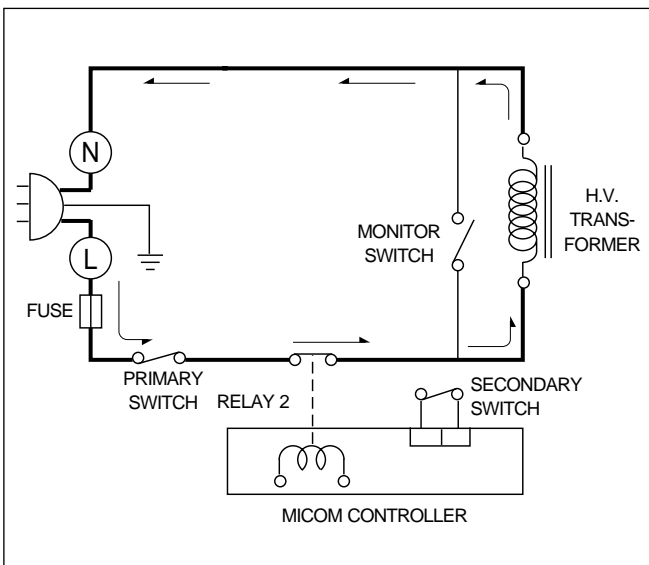 N
H.V.
TRANS-
FORMER
MONITOR
SWITCH
L
FUSE
PRIMARY
SWITCH
RELAY 2
SECONDARY
SWITCH
MICOM CONTROLLER